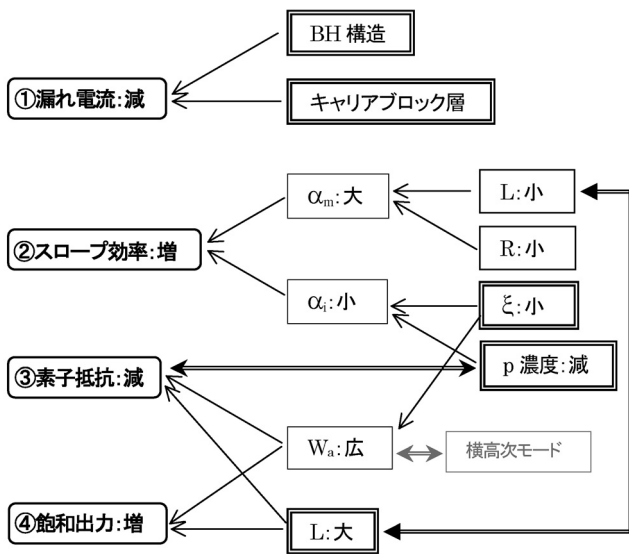 BH 構造
①漏れ電流:減
キャリアブロック層
αm:大
L:小
②スロープ効率:増
R:小
αi:小
ξ:小
③素子抵抗:減
p 濃度:減
Wa:広
横高次モード
④飽和出力:増
L:大